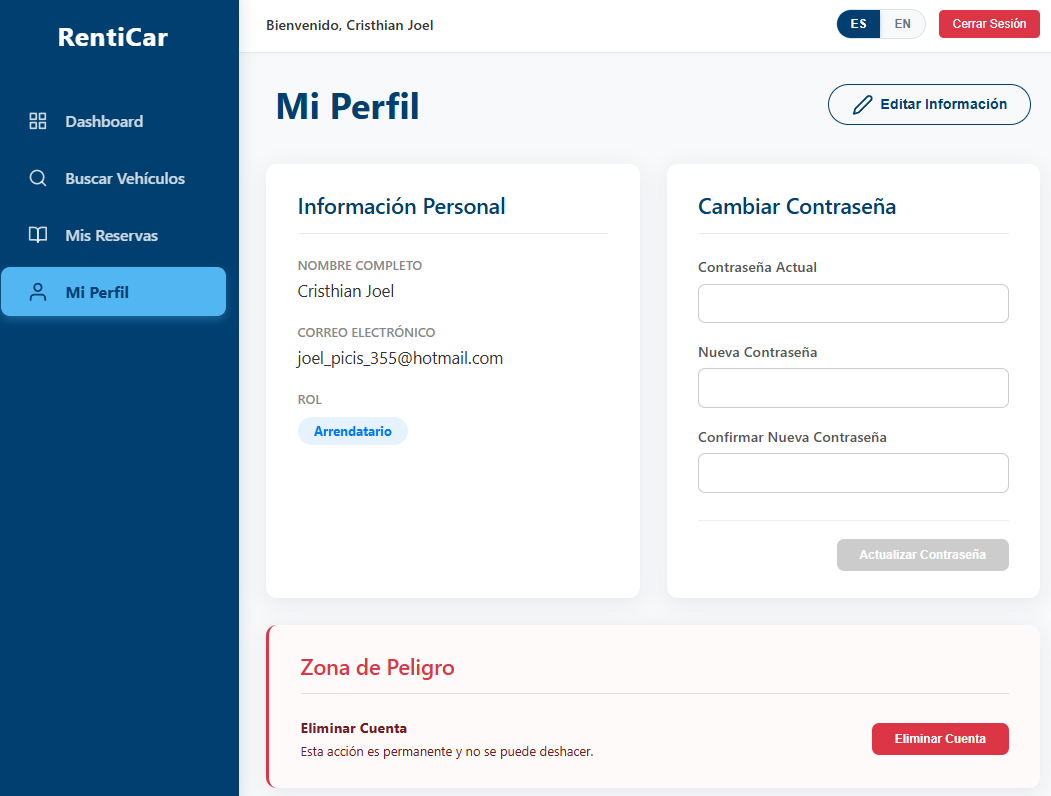 RentiCar
Dashboard
Buscar Vehículos
Mis Reservas
Mi Perfil
Bienvenido, Cristhian Joel
ES EN
Cerrar Sesión
Mi Perfil
Editar Información
Información Personal
NOMBRE COMPLETO
Cristhian Joel
CORREO ELECTRÓNICO
joel_picis_355@hotmail.com
ROL
Arrendatario
Cambiar Contraseña
Contraseña Actual
Nueva Contraseña
Confirmar Nueva Contraseña
Actualizar Contraseña
Zona de Peligro
Eliminar Cuenta
Esta acción es permanente y no se puede deshacer.
Eliminar Cuenta